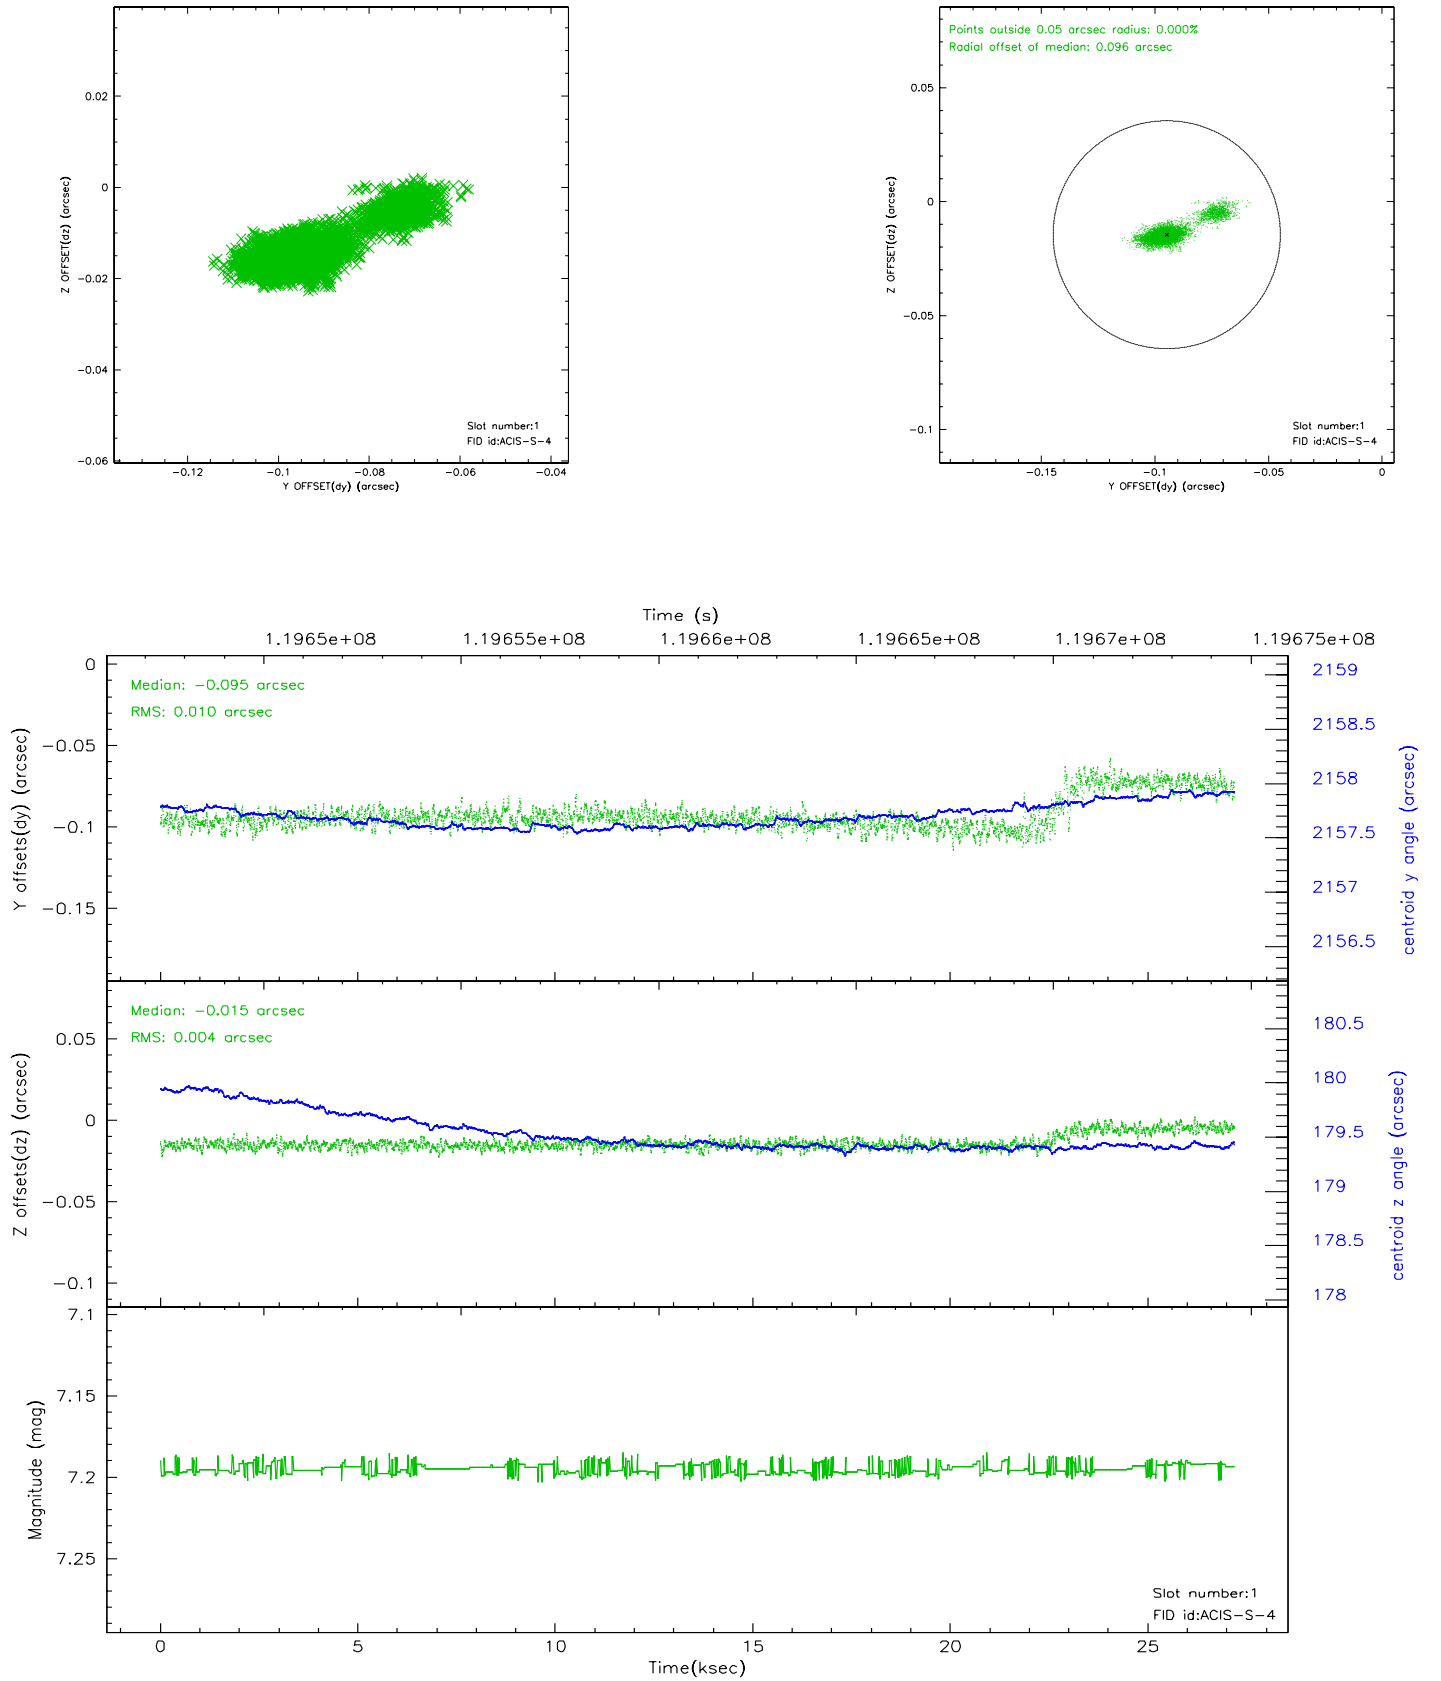 0.02
0
−0.02
−0.04
−0.06
Z OFFSET(dz) (arcsec)
−0.12
−0.1
−0.08
−0.06
−0.04
Y OFFSET(dy) (arcsec)
Slot number:1
FID id:ACIS−S−4
Points outside 0.05 arcsec radius: 0.000%
Radial offset of median: 0.096 arcsec
0.05
0
−0.05
−0.1
Z OFFSET(dz) (arcsec)
−0.15
−0.1
−0.05
0
Y OFFSET(dy) (arcsec)
Slot number:1
FID id:ACIS−S−4
Time (s)
1.1965e+08
1.19655e+08
1.1966e+08
1.19665e+08
1.1967e+08
1.19675e+08
Median: −0.095 arcsec
RMS: 0.010 arcsec
0
−0.05
−0.1
−0.15
Y offsets(dy) (arcsec)
2159
2158.5
2158
2157.5
2157
2156.5
centroid y angle (arcsec)
Median: −0.015 arcsec
RMS: 0.004 arcsec
0.05
0
−0.05
−0.1
Z offsets(dz) (arcsec)
180.5
180
179.5
179
178.5
178
centroid z angle (arcsec)
7.1
7.15
7.2
7.25
Magnitude (mag)
Slot number:1
FID id:ACIS−S−4
0
5
10
15
20
25
Time(ksec)